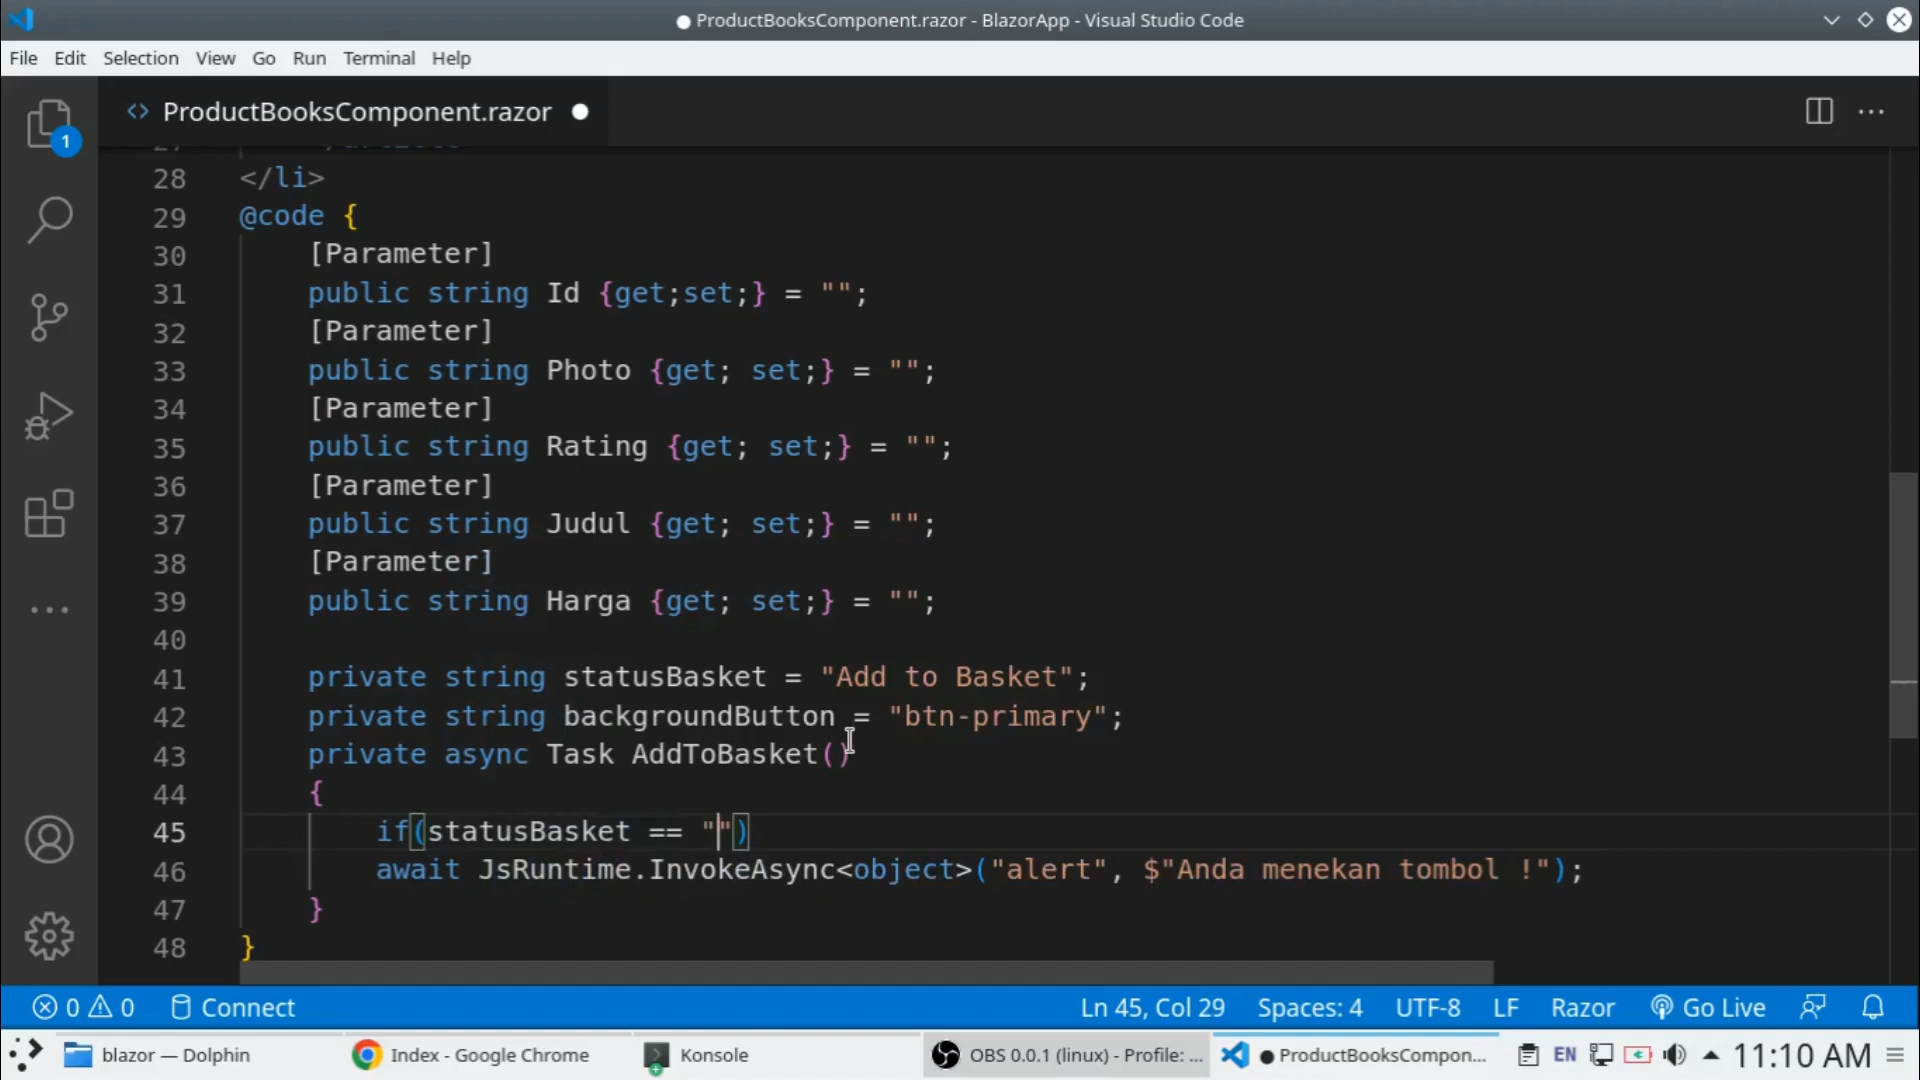 ProductBooksComponent.razor - BlazorApp - Visual Studio Code
File Edit Selection View Go Run Terminal Help
ProductBooksComponent.razor
1
28 </li>
29 @code {
30 [Parameter]
31 public string Id {get;set;} = "";
32 [Parameter]
33 public string Photo {get; set;} = "";
34 [Parameter]
35 public string Rating {get; set;} = "";
36 [Parameter]
37 public string Judul {get; set;} = "";
38 [Parameter]
39 public string Harga {get; set;} = "";
40
41 private string statusBasket = "Add to Basket";
42 private string backgroundButton = "btn-primary";
43 private async Task AddToBasket()
44 {
45 if(statusBasket == "")
46 await JsRuntime.InvokeAsync<object>("alert", $"Anda menekan tombol !");
47 }
48 }
0 0 Connect Ln 45, Col 29 Spaces: 4 UTF-8 LF Razor Go Live
blazor — Dolphin Index - Google Chrome Konsole OBS 0.0.1 (linux) - Profile: ... ProductBooksCompon... EN 11:10 AM